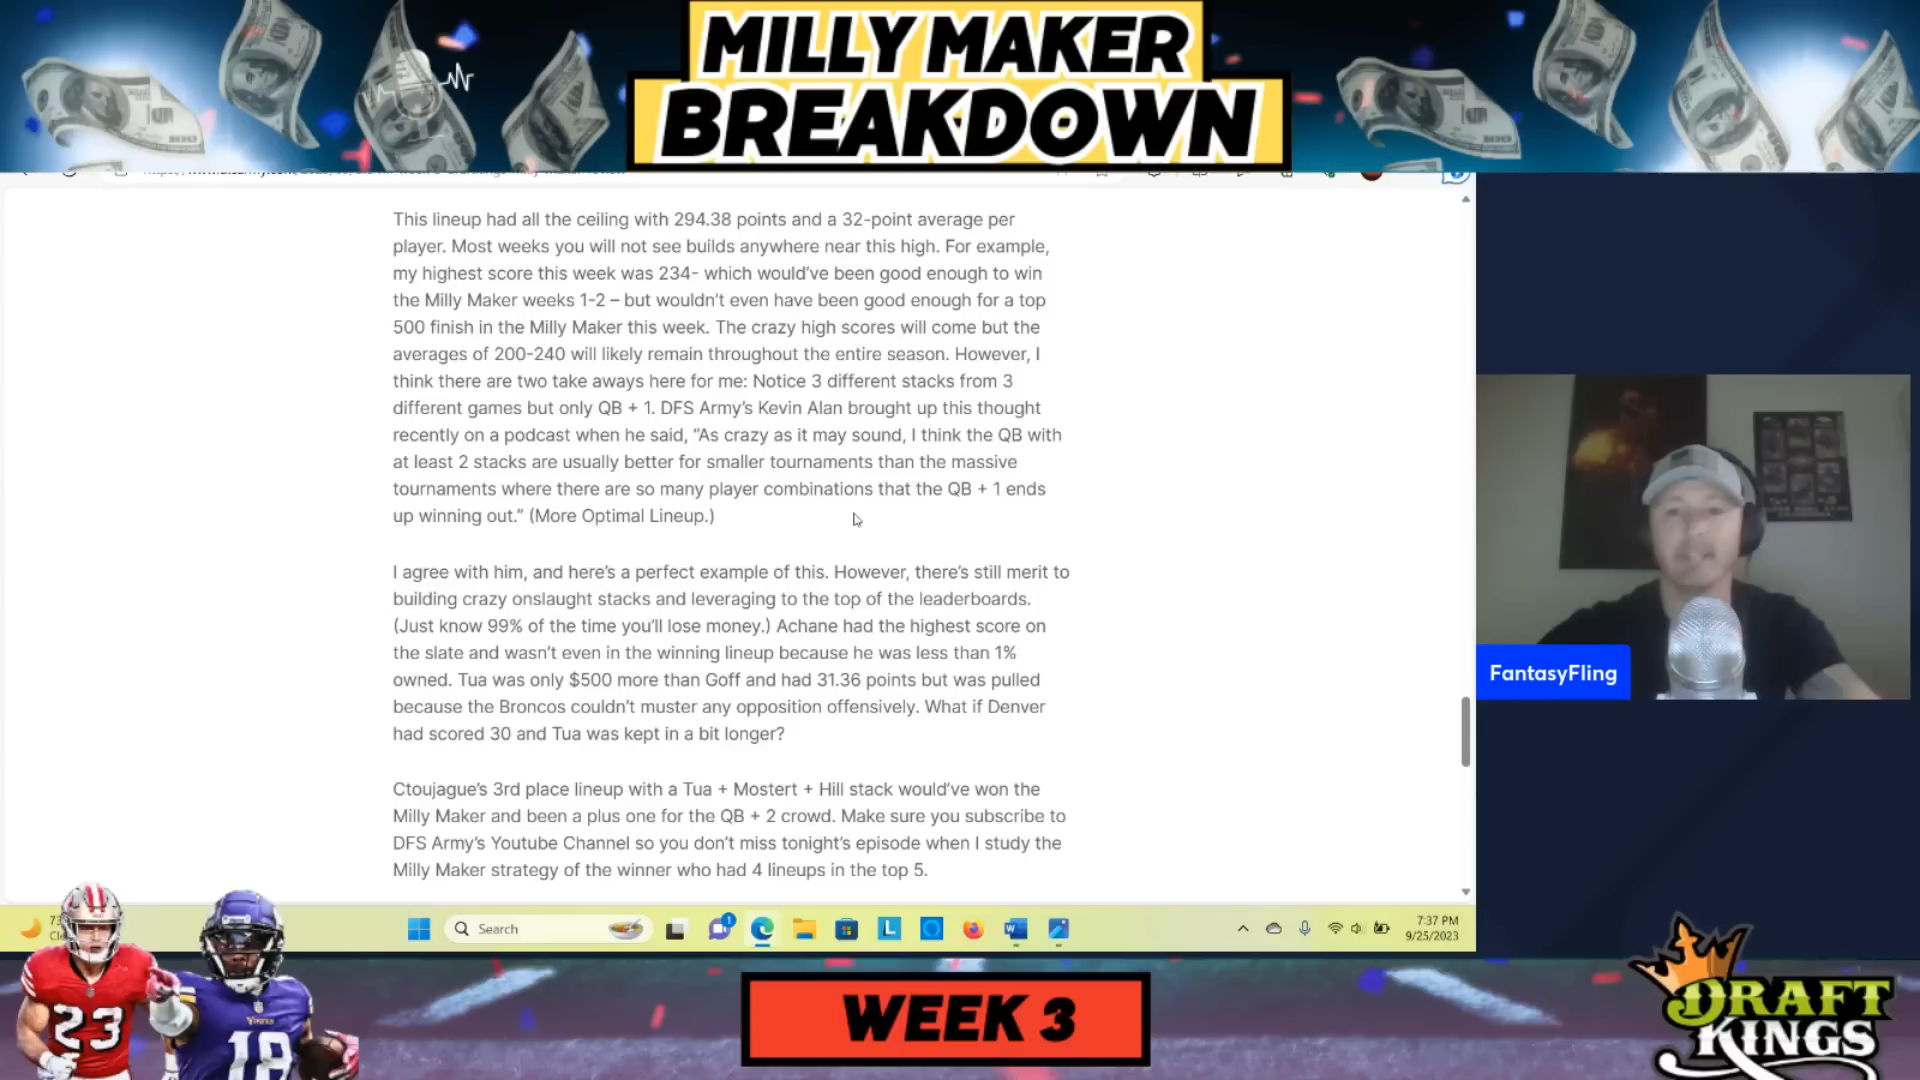 MILLY MAKER
BREAKDOWN
This lineup had all the ceiling with 294.38 points and a 32-point average per
player. Most weeks you will not see builds anywhere near this high. For example,
my highest score this week was 234- which would've been good enough to win
the Milly Maker weeks 1-2 – but wouldn't even have been good enough for a top
500 finish in the Milly Maker this week. The crazy high scores will come but the
averages of 200-240 will likely remain throughout the entire season. However, I
think there are two take aways here for me: Notice 3 different stacks from 3
different games but only QB + 1. DFS Army's Kevin Alan brought up this thought
recently on a podcast when he said, “As crazy as it may sound, I think the QB with
at least 2 stacks are usually better for smaller tournaments than the massive
tournaments where there are so many player combinations that the QB + 1 ends
up winning out.” (More Optimal Lineup.)
I agree with him, and here's a perfect example of this. However, there's still merit to
building crazy onslaught stacks and leveraging to the top of the leaderboards.
(Just know 99% of the time you'll lose money.) Achane had the highest score on
the slate and wasn't even in the winning lineup because he was less than 1%
owned. Tua was only $500 more than Goff and had 31.36 points but was pulled
because the Broncos couldn't muster any opposition offensively. What if Denver
had scored 30 and Tua was kept in a bit longer?
Ctoujague's 3rd place lineup with a Tua + Mostert + Hill stack would've won the
Milly Maker and been a plus one for the QB + 2 crowd. Make sure you subscribe to
DFS Army's Youtube Channel so you don't miss tonight's episode when I study the
Milly Maker strategy of the winner who had 4 lineups in the top 5.
FantasyFling
Search
1
L
7:37 PM
9/25/2023
23
VIKINGS
18
WEEK 3
DRAFT
KINGS